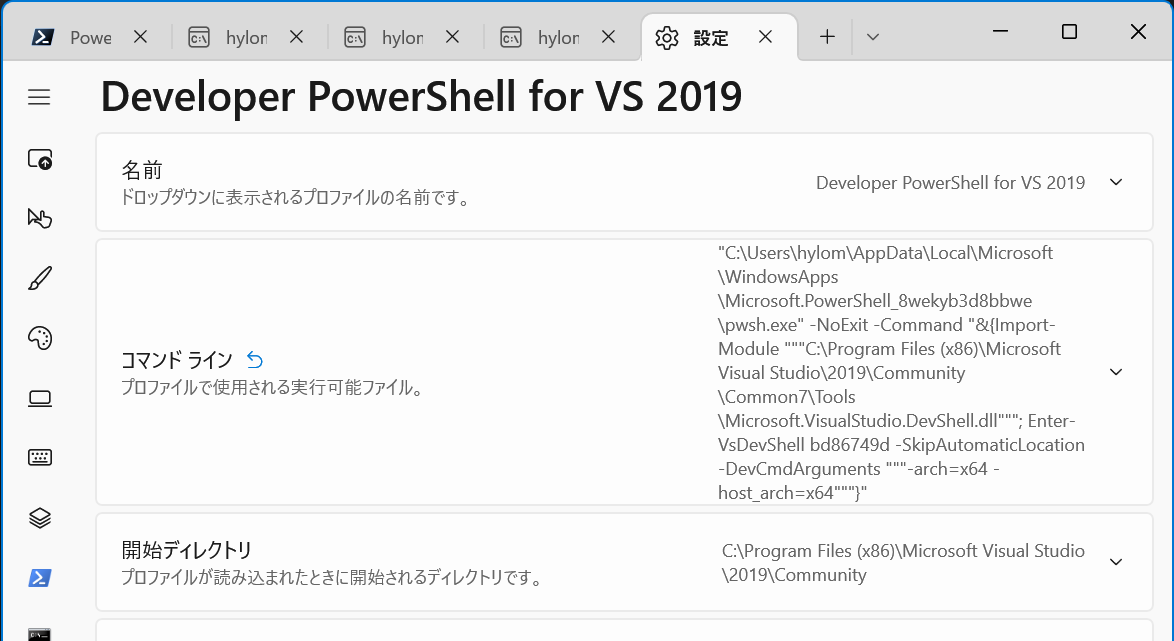 Powe
hylon
hylon
hylon
設定
Developer PowerShell for VS 2019
名前
ドロップダウンに表示されるプロファイルの名前です。
Developer PowerShell for VS 2019
コマンド ライン
プロファイルで使用される実行可能ファイル。
"C:\Users\hylom\AppData\Local\Microsoft
\WindowsApps
\Microsoft.PowerShell_8wekyb3d8bbwe
\pwsh.exe" -NoExit -Command "&{Import-
Module """C:\Program Files (x86)\Microsoft
Visual Studio\2019\Community
\Common7\Tools
\Microsoft.VisualStudio.DevShell.dll"""; Enter-
VsDevShell bd86749d -SkipAutomaticLocation
-DevCmdArguments """-arch=x64 -
host_arch=x64"""}"
開始ディレクトリ
プロファイルが読み込まれたときに開始されるディレクトリです。
C:\Program Files (x86)\Microsoft Visual Studio
\2019\Community